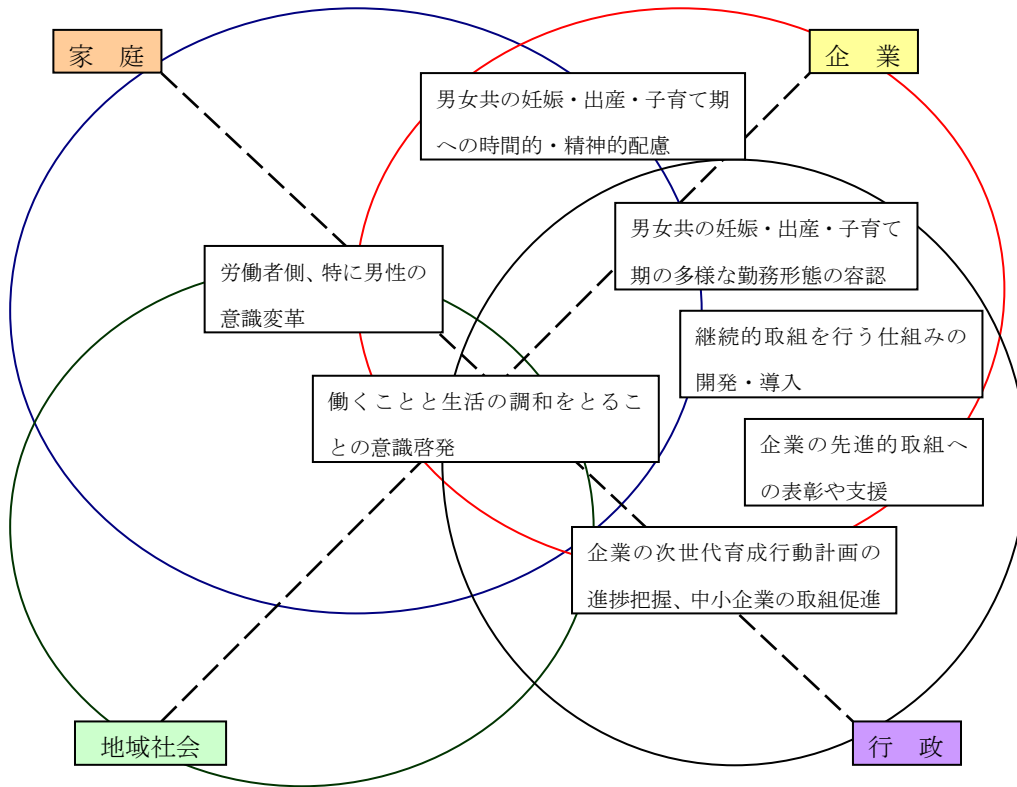 家　庭
企　業
男女共の妊娠・出産・子育て期
への時間的・精神的配慮
男女共の妊娠・出産・子育て
期の多様な勤務形態の容認
労働者側、特に男性の
意識変革
継続的取組を行う仕組みの
開発・導入
働くことと生活の調和をとるこ
との意識啓発
企業の先進的取組へ
の表彰や支援
企業の次世代育成行動計画の
進捗把握、中小企業の取組促進
地域社会
行　政